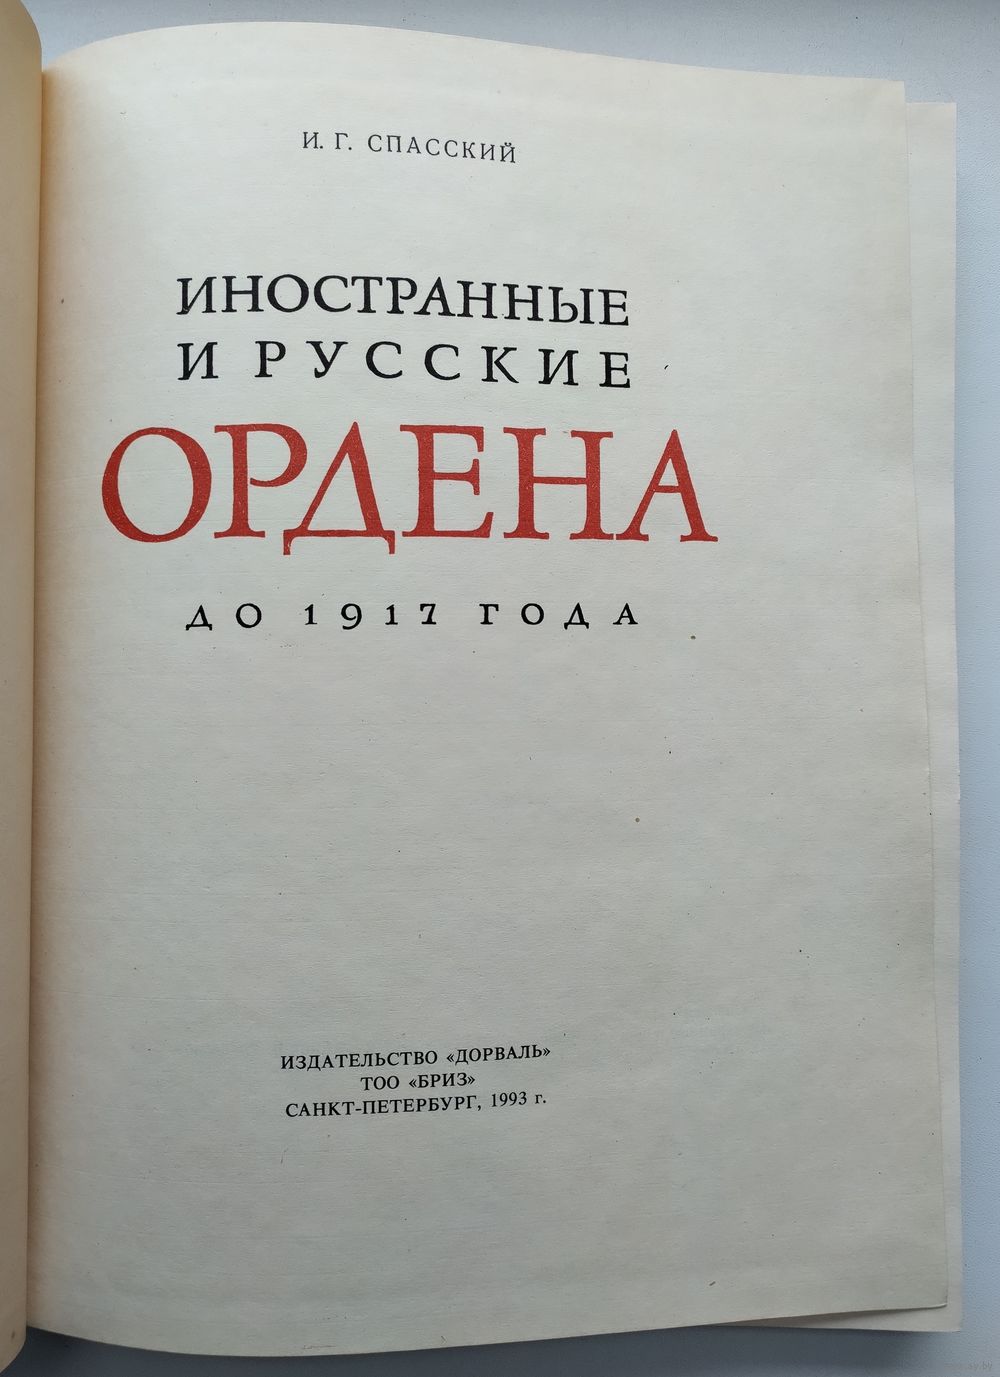 И. Г. СПАССКИЙ
ИНОСТРАННЫЕ
И РУССКИЕ
ОРДЕНА
ДО 1917 ГОДА
ИЗДАТЕЛЬСТВО «ДОРВАЛЬ»
ТОО «БРИЗ»
САНКТ-ПЕТЕРБУРГ, 1993 г.